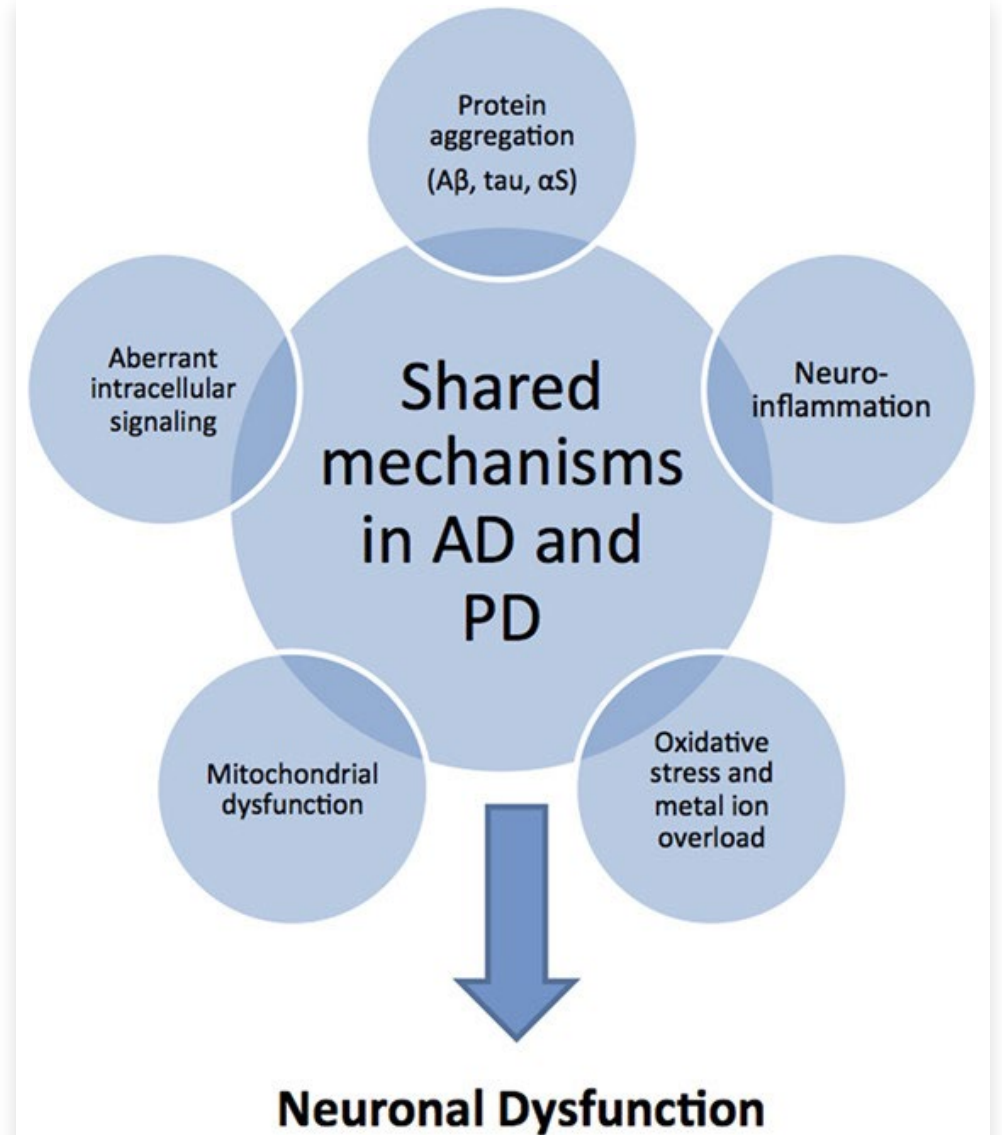 Protein
aggregation
(Aβ, tau, αS)
Aberrant
intracellular
signaling
Neuro-
inflammation
Shared
mechanisms
in AD and
PD
Mitochondrial
dysfunction
Oxidative
stress and
metal ion
overload
Neuronal Dysfunction